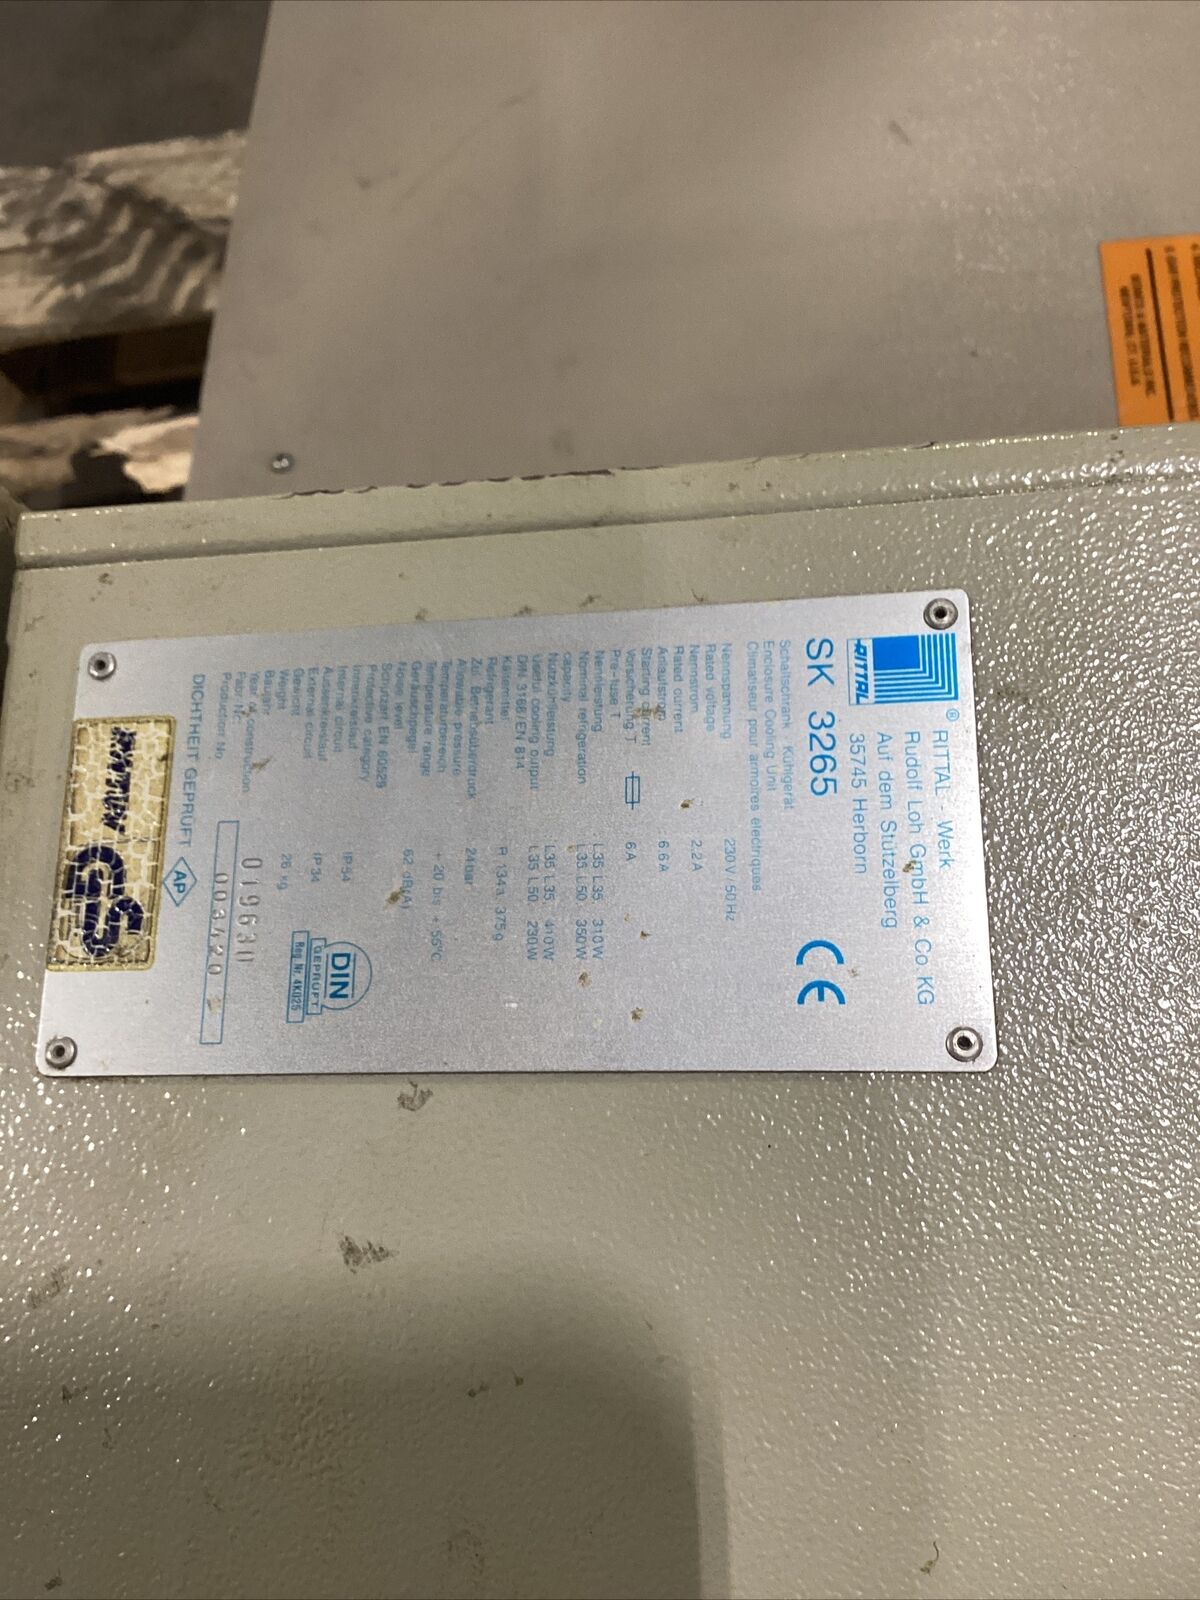 RITTAL
®
RITTAL - Werk
Rudolf Loh GmbH & Co KG
Auf dem Stützelberg
35745 Herborn
SK 3265
CE
Schaltschrank - Kühlgerät
Enclosure Cooling Unit
Climatiseur pour armoires electriques
Nennspannung 230V/50Hz
Rated voltage
Nennstrom 2.2A
Rated current
Anlaufstrom 6.6A
Starting current
Vorsicherung T 6A
Pre-fuse T
Nennleistung L35 L35 310W
Nominal refrigeration L35 L50 350W
capacity
Nutzkühlleistung L35 L35 410W
Useful cooling output L35 L50 290W
DIN 3168/EN 814
Kältemittel R 134a 375g
Refrigerant
Zul. Betriebsüberdruck 24bar
Allowable pressure
Temperaturbereich +20 bis +55°C
Temperature range
Geräuschpegel 62 dB(A)
Noise level
Schutzart EN 60529
Protective category
Innenkreislauf IP54
Internal circuit
Aussenkreislauf IP34
External circuit
Gewicht 26 kg
Weight
Baujahr
Year of construction 019630
Fabr. Nr.
Production No. 003420
DIN
GEPRÜFT
Reg.Nr. 4K025
DICHTHEIT GEPRÜFT AP
GS